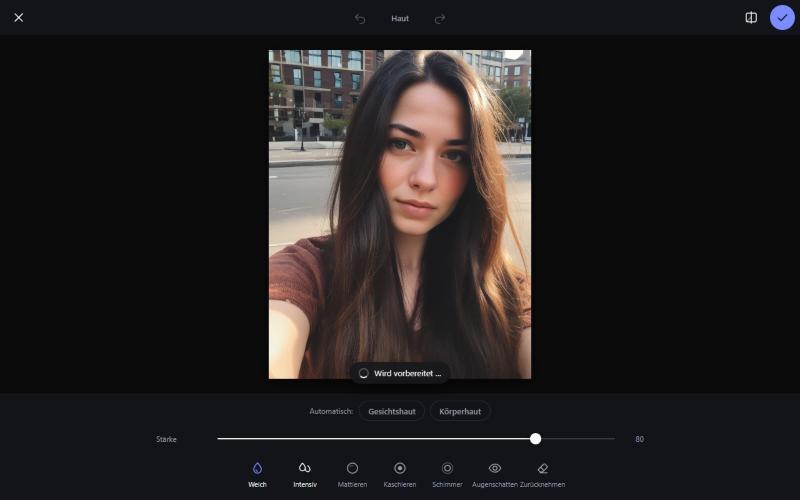 Haut
Wird vorbereitet ...
Automatisch: Gesichtshaut Körperhaut
Stärke 80
Weich Intensiv Mattieren Kaschieren Schimmer Augenschatten Zurücknehmen